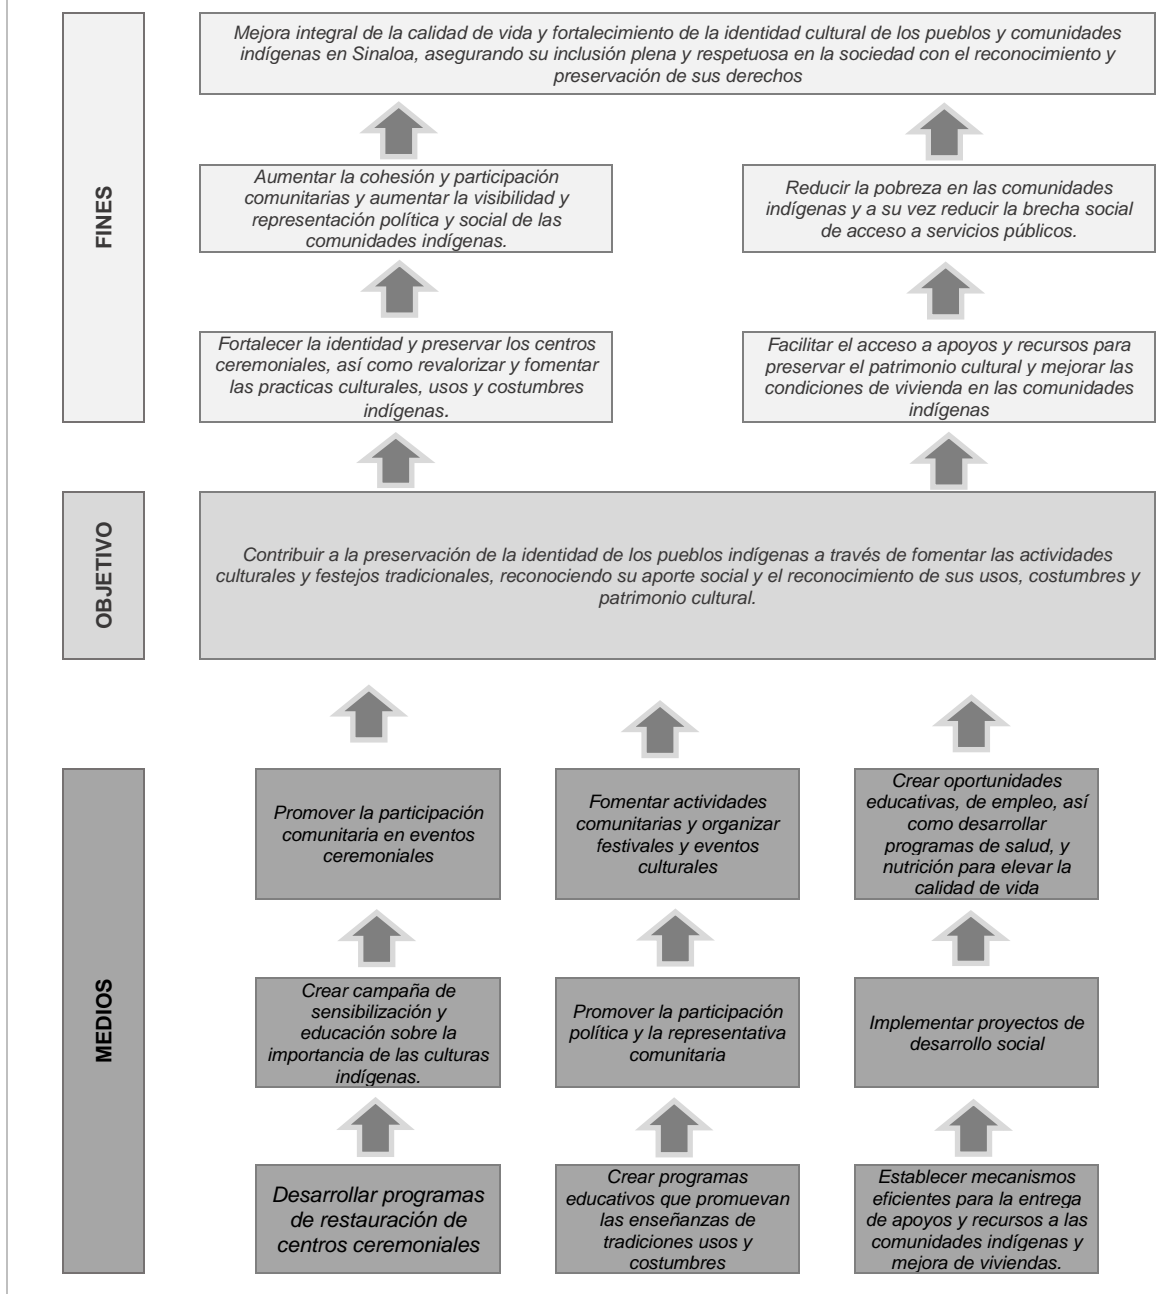 Mejora integral de la calidad de vida y fortalecimiento de la identidad cultural de los pueblos y comunidades
indígenas en Sinaloa, asegurando su inclusión plena y respetuosa en la sociedad con el reconocimiento y
preservación de sus derechos
FINES
Aumentar la cohesión y participación
comunitarias y aumentar la visibilidad y
representación política y social de las
comunidades indígenas.
Reducir la pobreza en las comunidades
indígenas y a su vez reducir la brecha social
de acceso a servicios públicos.
Fortalecer la identidad y preservar los centros
ceremoniales, así como revalorizar y fomentar
las practicas culturales, usos y costumbres
indígenas.
Facilitar el acceso a apoyos y recursos para
preservar el patrimonio cultural y mejorar las
condiciones de vivienda en las comunidades
indígenas
OBJETIVO
Contribuir a la preservación de la identidad de los pueblos indígenas a través de fomentar las actividades
culturales y festejos tradicionales, reconociendo su aporte social y el reconocimiento de sus usos, costumbres y
patrimonio cultural.
MEDIOS
Promover la participación
comunitaria en eventos
ceremoniales
Fomentar actividades
comunitarias y organizar
festivales y eventos
culturales
Crear oportunidades
educativas, de empleo, así
como desarrollar
programas de salud, y
nutrición para elevar la
calidad de vida
Crear campaña de
sensibilización y
educación sobre la
importancia de las culturas
indígenas.
Promover la participación
política y la representativa
comunitaria
Implementar proyectos de
desarrollo social
Desarrollar programas
de restauración de
centros ceremoniales
Crear programas
educativos que promuevan
las enseñanzas de
tradiciones usos y
costumbres
Establecer mecanismos
eficientes para la entrega
de apoyos y recursos a las
comunidades indígenas y
mejora de viviendas.